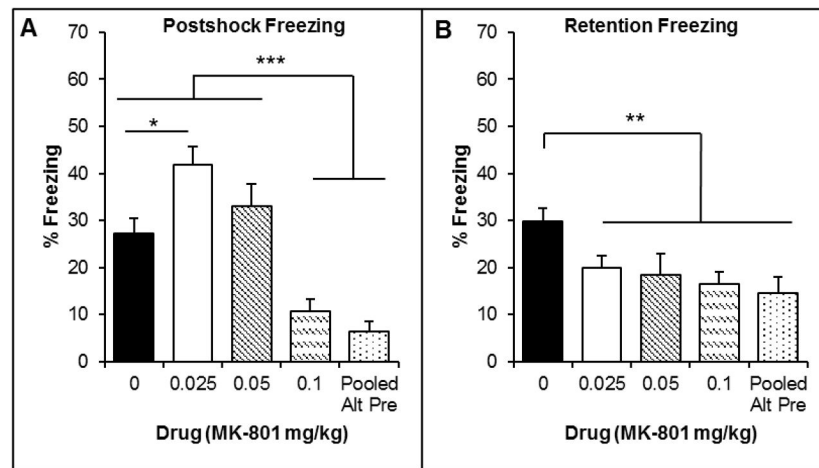 A
Postshock Freezing
70
60
50
40
30
20
10
0
% Freezing
***
*
0 0.025 0.05 0.1 Pooled
Alt Pre
Drug (MK-801 mg/kg)
B
Retention Freezing
70
60
50
40
30
20
10
0
% Freezing
**
0 0.025 0.05 0.1 Pooled
Alt Pre
Drug (MK-801 mg/kg)